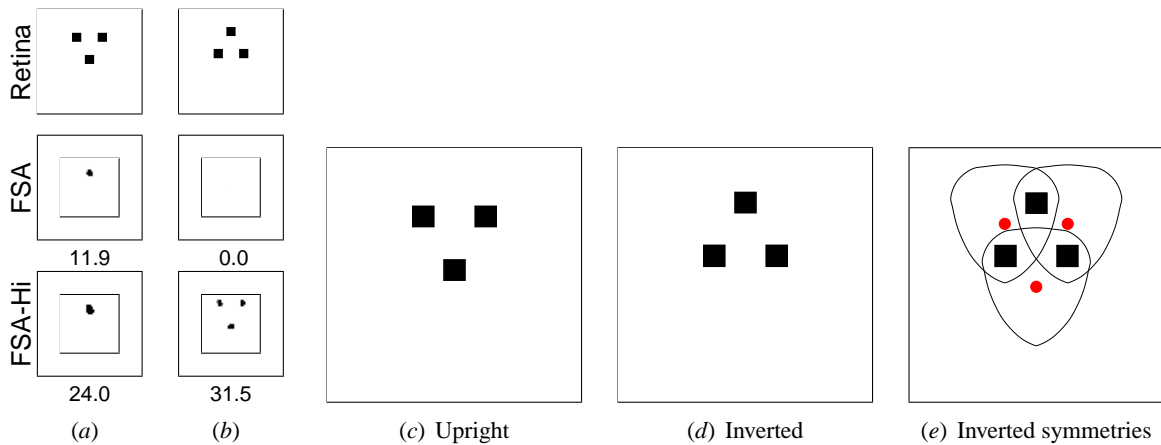 Retina
FSA
11.9 0.0
FSA-Hi
24.0 31.5
(a) (b) (c) Upright (d) Inverted (e) Inverted symmetries